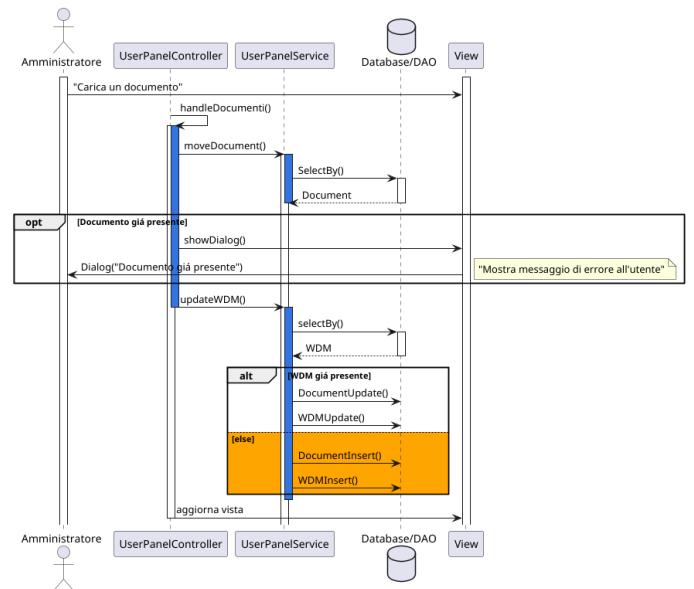 Amministratore
UserPanelController
UserPanelService
Database/DAO
View
"Carica un documento"
handleDocumenti()
moveDocument()
SelectBy()
Document
opt
[Documento giá presente]
showDialog()
Dialog("Documento giá presente")
"Mostra messaggio di errore all'utente"
updateWDM()
selectBy()
WDM
alt
[WDM giá presente]
DocumentUpdate()
WDMUpdate()
[else]
DocumentInsert()
WDMInsert()
aggiorna vista
Amministratore
UserPanelController
UserPanelService
Database/DAO
View